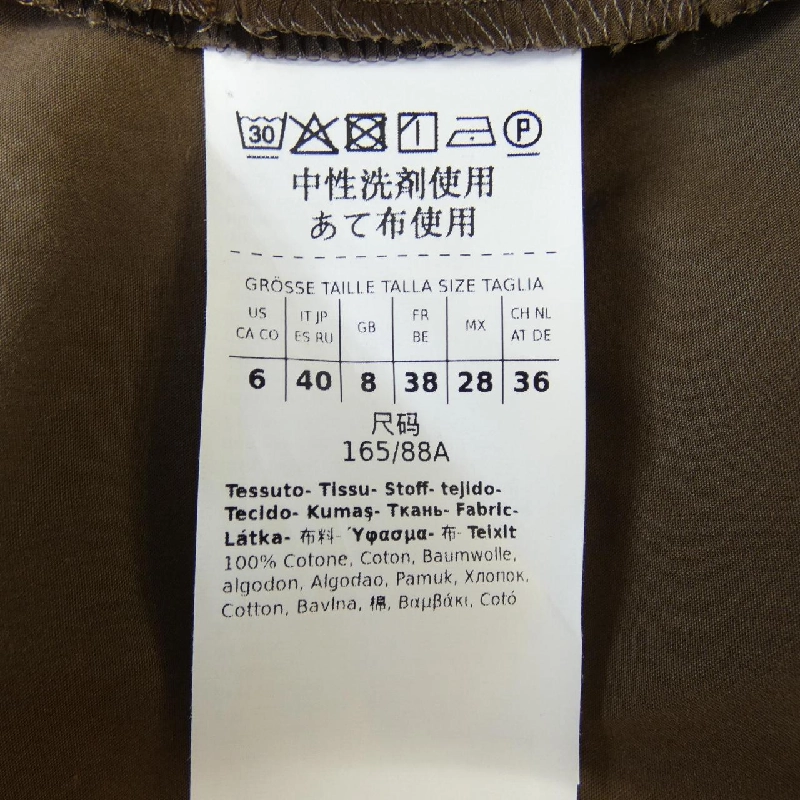 30 P
中性洗剤使用
あて布使用
GRÖSSE TAILLE TALLA SIZE TAGLIA
US IT JP GB FR MX CH NL
CA CO ES RU BE AT DE
6 40 8 38 28 36
尺码
165/88A
Tessuto- Tissu- Stoff- tejido-
Tecido- Kumaş- Ткань- Fabric-
Látka- 布料- Ύφασμα- 布- Teixit
100% Cotone, Coton, Baumwolle,
algodon, Algodao, Pamuk, Хлопок,
Cotton, Bavlna, 棉, Βαμβάκι, Cotó